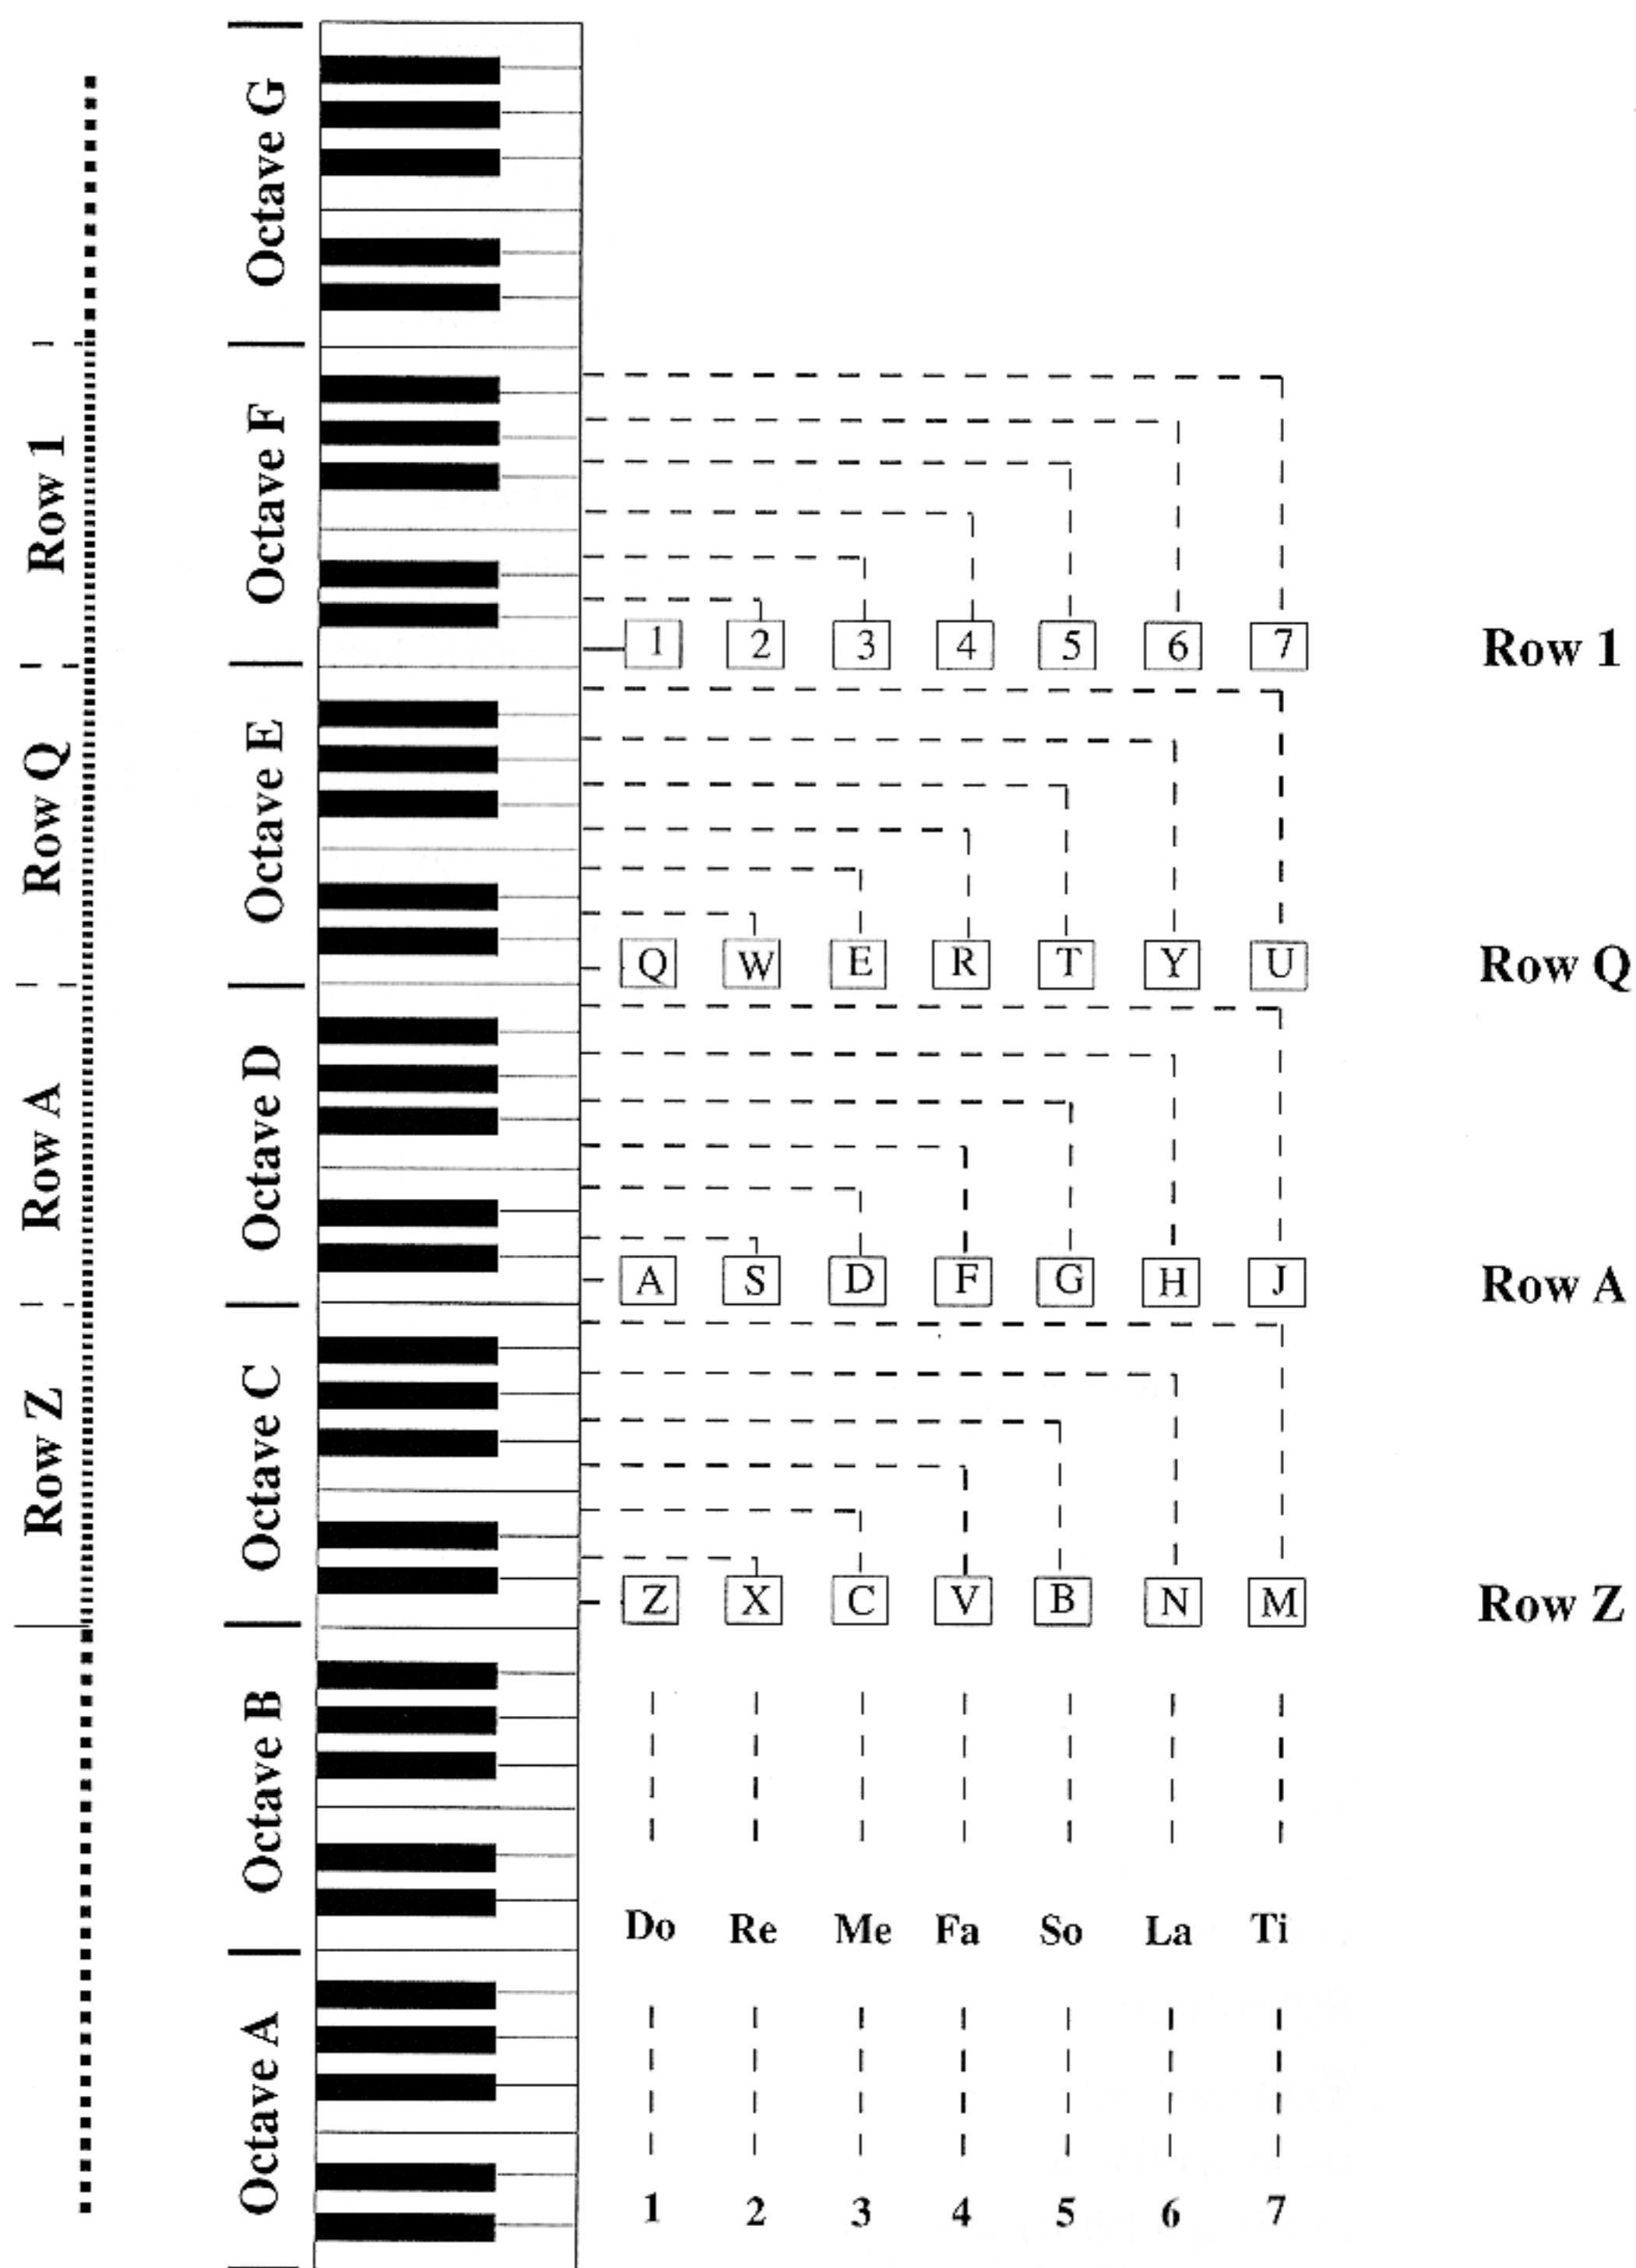 Octave G
Row 1
Octave F
1 2 3 4 5 6 7
Row 1
Row Q
Octave E
Q W E R T Y U
Row Q
Row A
Octave D
A S D F G H J
Row A
Row Z
Octave C
Z X C V B N M
Row Z
Octave B
Do Re Me Fa So La Ti
Octave A
1 2 3 4 5 6 7